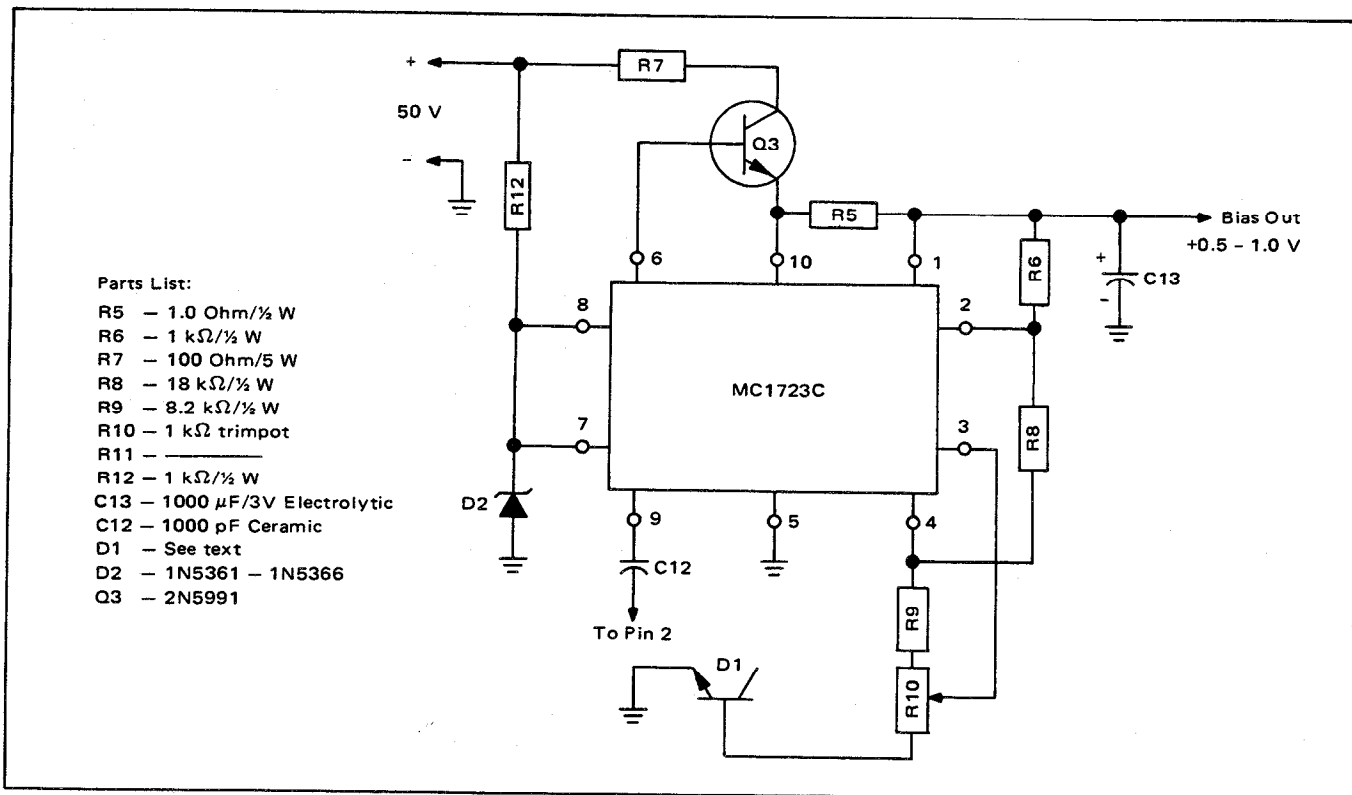 R7
+
50 V
-
Q3
R12
R5
Bias Out
+0.5 – 1.0 V
6
10
1
R6
+
C13
-
Parts List:
R5 – 1.0 Ohm/½ W
R6 – 1 kΩ/½ W
R7 – 100 Ohm/5 W
R8 – 18 kΩ/½ W
R9 – 8.2 kΩ/½ W
R10 – 1 kΩ trimpot
R11 – ————
R12 – 1 kΩ/½ W
C13 – 1000 μF/3V Electrolytic
C12 – 1000 pF Ceramic
D1 – See text
D2 – 1N5361 – 1N5366
Q3 – 2N5991
8
2
MC1723C
7
3
R8
D2
9
5
4
C12
To Pin 2
R9
D1
R10